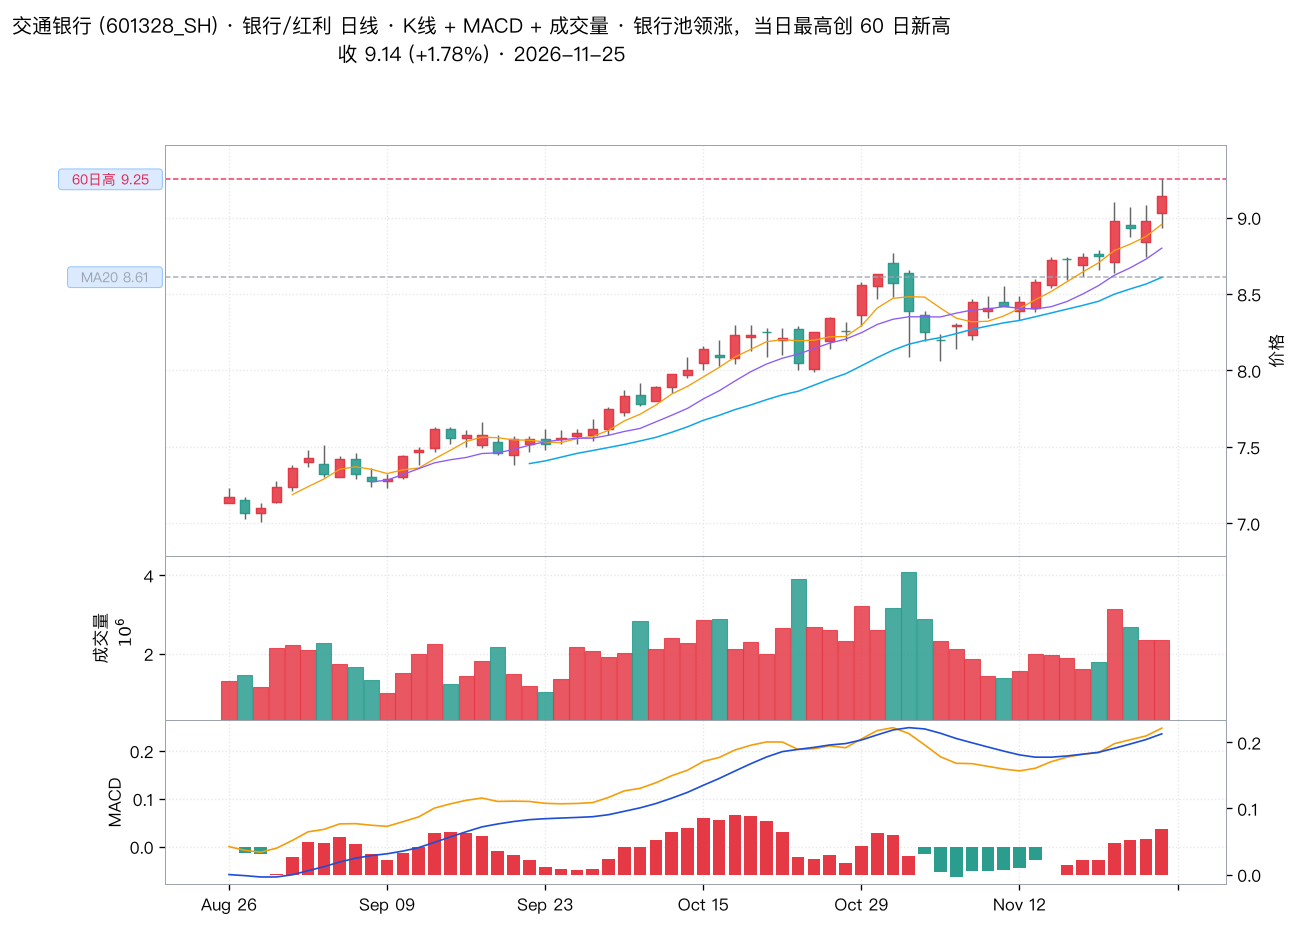 交通银行 (601328_SH) · 银行/红利 日线 · K线 + MACD + 成交量 · 银行池领涨，当日最高创 60 日新高
收 9.14 (+1.78%) · 2026−11−25
60日高 9.25
MA20 8.61
9.0
8.5
8.0
7.5
7.0
价格
4
2
成交量
10⁶
0.2
0.1
0.0
MACD
0.2
0.1
0.0
Aug 26
Sep 09
Sep 23
Oct 15
Oct 29
Nov 12